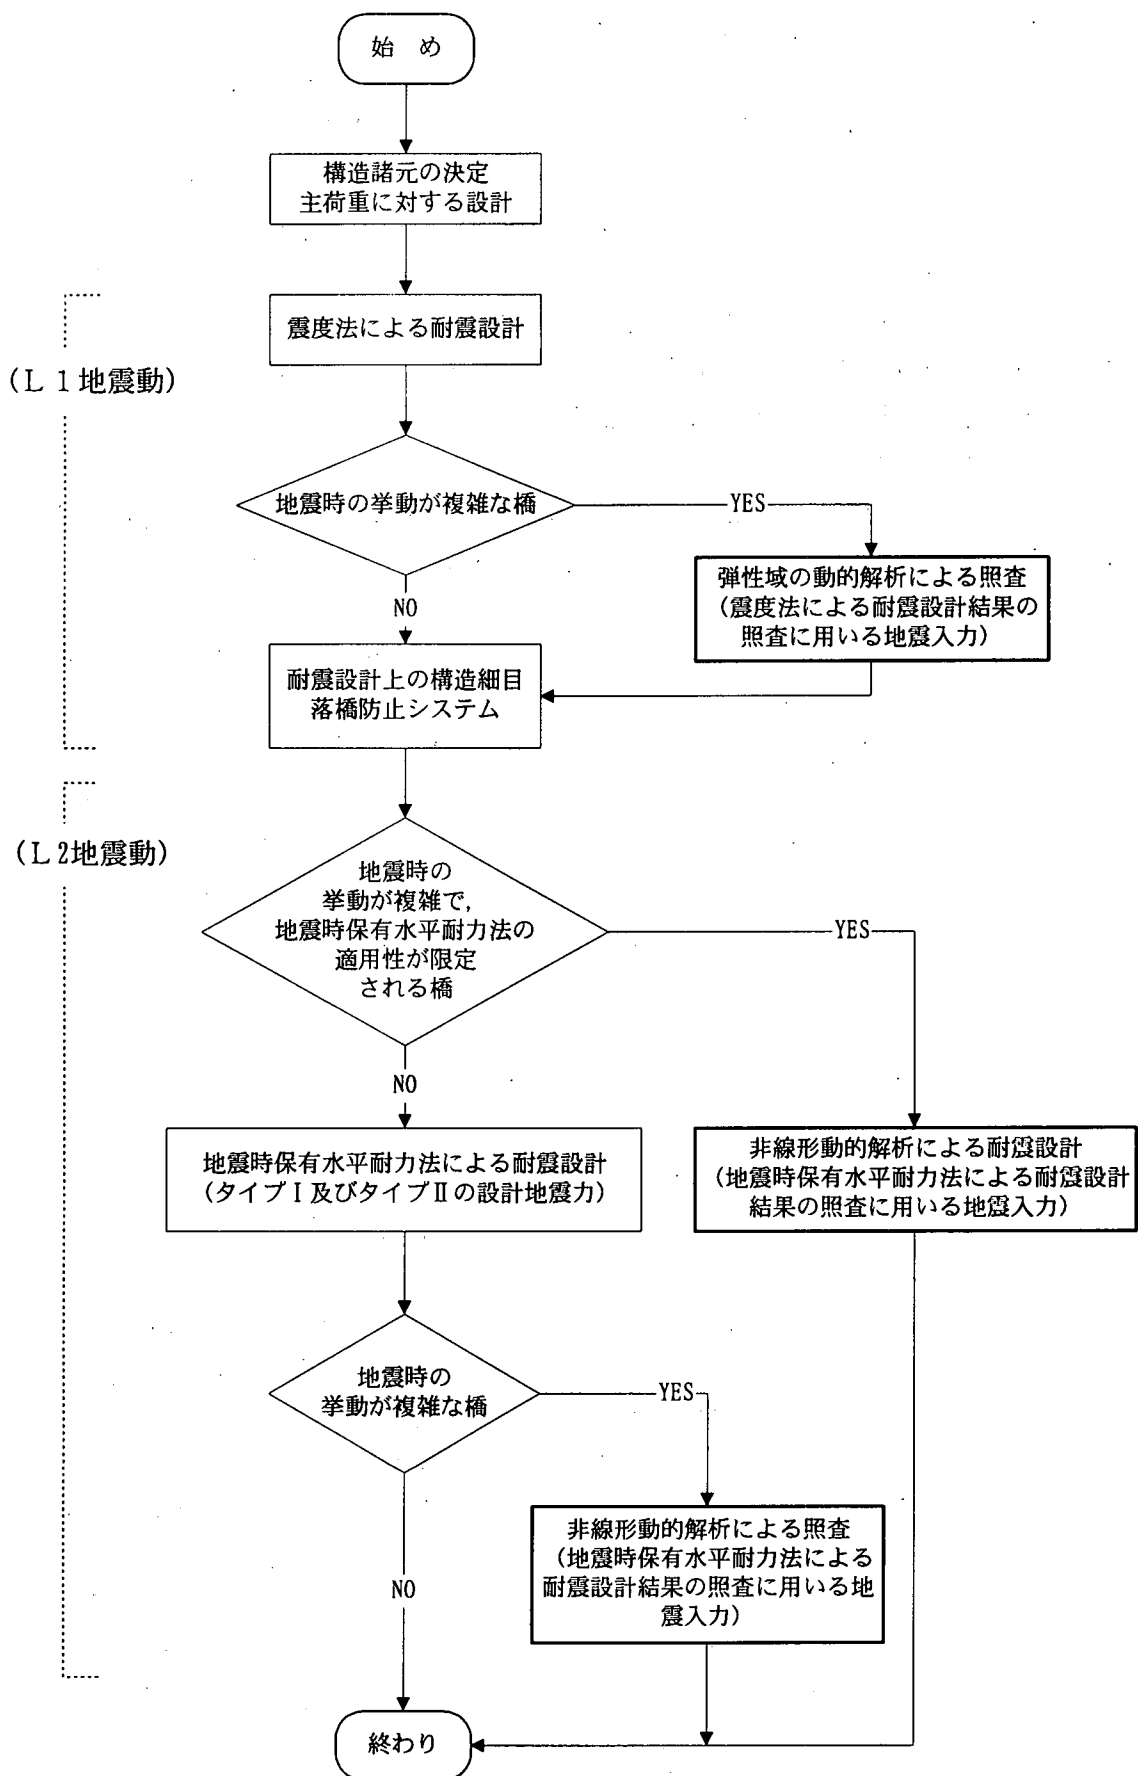 始　め
構造諸元の決定
主荷重に対する設計
震度法による耐震設計
(Ｌ１地震動)
地震時の挙動が複雑な橋
YES
弾性域の動的解析による照査
(震度法による耐震設計結果の
照査に用いる地震入力)
NO
耐震設計上の構造細目
落橋防止システム
(Ｌ2地震動)
地震時の
挙動が複雑で,
地震時保有水平耐力法の
適用性が限定
される橋
YES
NO
地震時保有水平耐力法による耐震設計
(タイプⅠ及びタイプⅡの設計地震力)
非線形動的解析による耐震設計
(地震時保有水平耐力法による耐震設計
結果の照査に用いる地震入力)
地震時の
挙動が複雑な橋
YES
非線形動的解析による照査
(地震時保有水平耐力法による
耐震設計結果の照査に用いる地
震入力)
NO
終わり